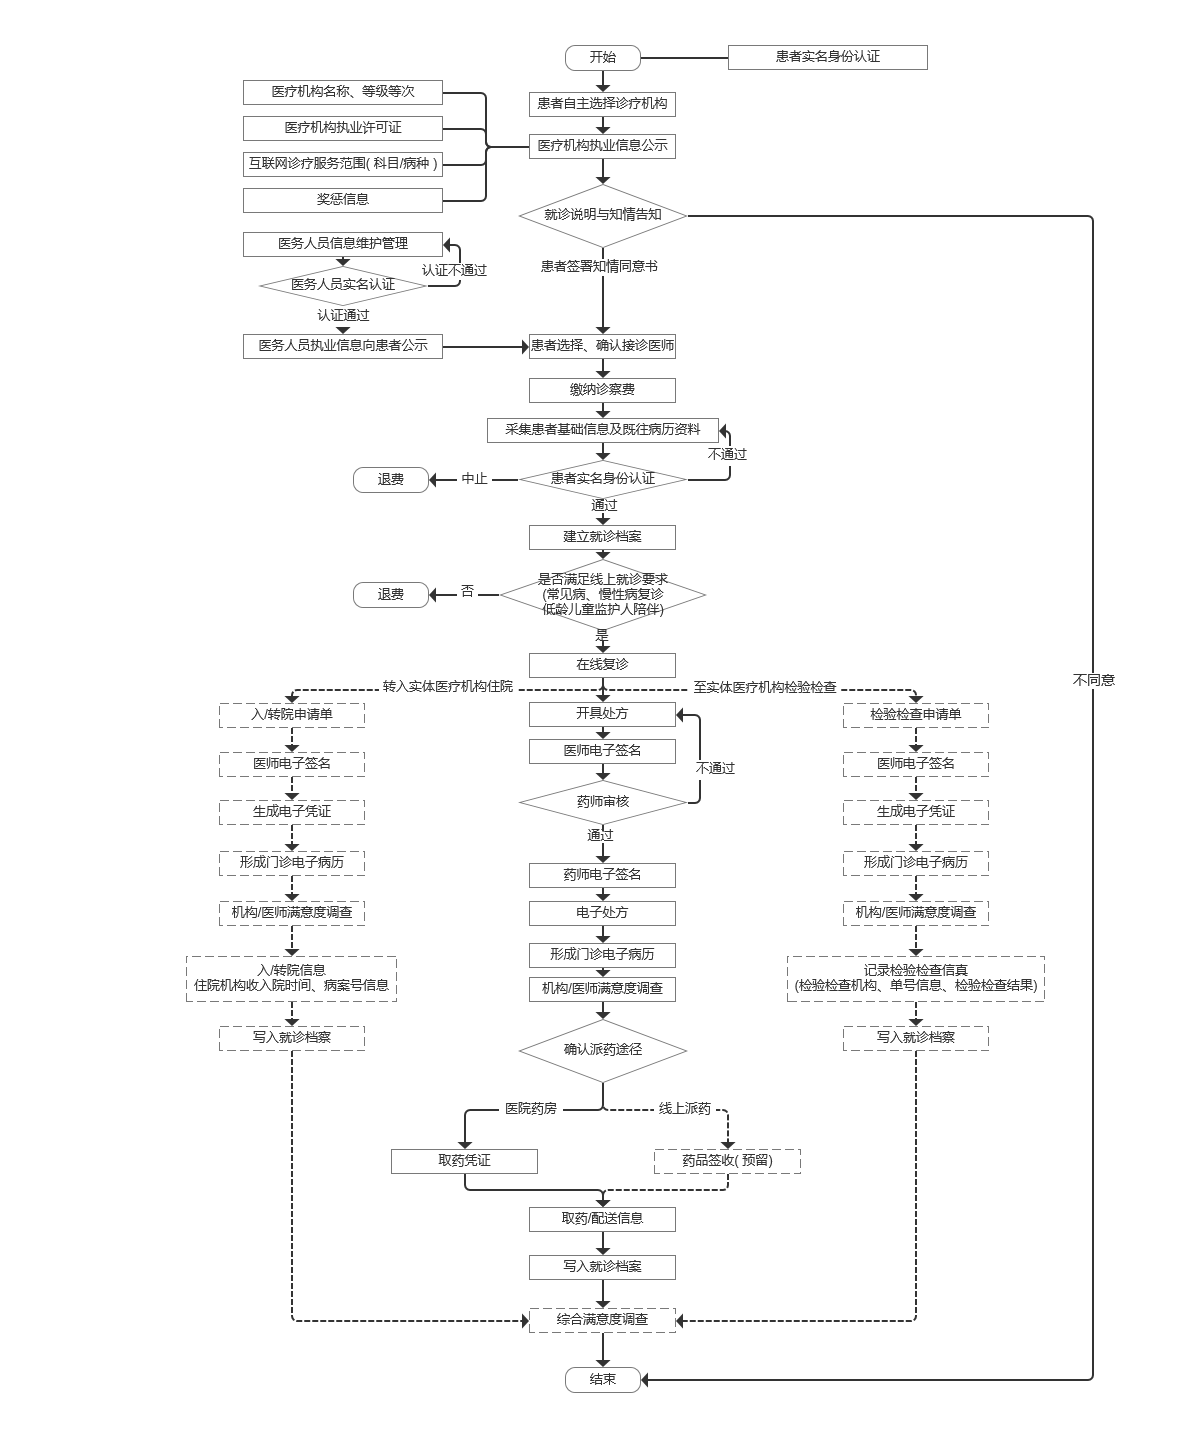 开始
患者实名身份认证
医疗机构名称、等级等次
患者自主选择诊疗机构
医疗机构执业许可证
医疗机构执业信息公示
互联网诊疗服务范围( 科目/病种 )
奖惩信息
就诊说明与知情告知
医务人员信息维护管理
认证不通过
患者签署知情同意书
医务人员实名认证
认证通过
医务人员执业信息向患者公示
患者选择、确认接诊医师
缴纳诊察费
采集患者基础信息及既往病历资料
不通过
退费
中止
患者实名身份认证
通过
建立就诊档案
退费
否
是否满足线上就诊要求
(常见病、慢性病复诊
低龄儿童监护人陪伴)
是
在线复诊
不同意
转入实体医疗机构住院
至实体医疗机构检验检查
入/转院申请单
开具处方
检验检查申请单
医师电子签名
医师电子签名
医师电子签名
不通过
生成电子凭证
药师审核
生成电子凭证
通过
形成门诊电子病历
药师电子签名
形成门诊电子病历
机构/医师满意度调查
电子处方
机构/医师满意度调查
形成门诊电子病历
入/转院信息
住院机构收入院时间、病案号信息
机构/医师满意度调查
记录检验检查信真
(检验检查机构、单号信息、检验检查结果)
写入就诊档察
确认派药途径
写入就诊档察
医院药房
线上派药
取药凭证
药品签收( 预留)
取药/配送信息
写入就诊档案
综合满意度调查
结束